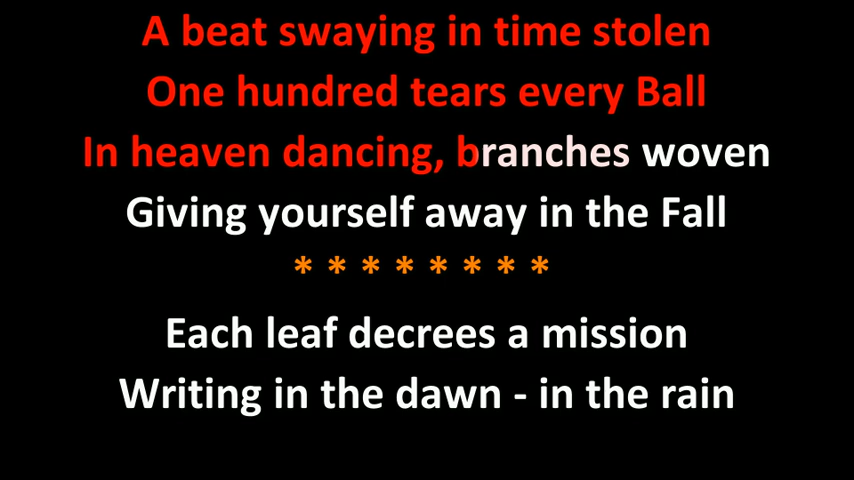 A beat swaying in time stolen
One hundred tears every Ball
In heaven dancing, branches woven
Giving yourself away in the Fall
* * * * * * * *
Each leaf decrees a mission
Writing in the dawn - in the rain